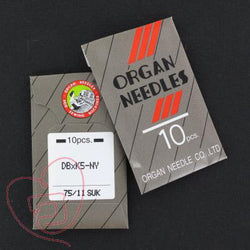 10pcs.
DBxK5-NY
75/11 SUK
ORGAN
NEEDLES
10 pcs.
ORGAN NEEDLE CO., LTD